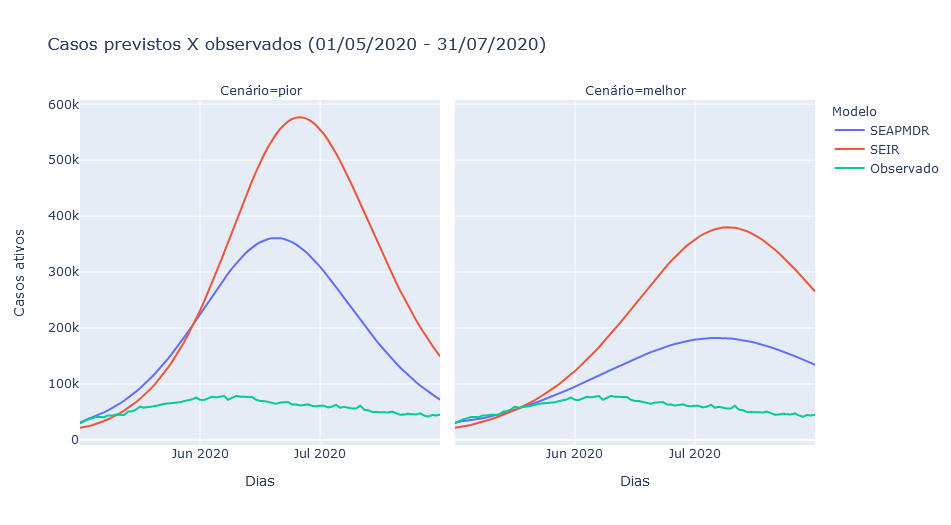 Casos previstos X observados (01/05/2020 - 31/07/2020)
Cenário=pior
Cenário=melhor
Modelo
SEAPMDR
SEIR
Observado
Casos ativos
600k
500k
400k
300k
200k
100k
0
Jun 2020
Jul 2020
Jun 2020
Jul 2020
Dias
Dias